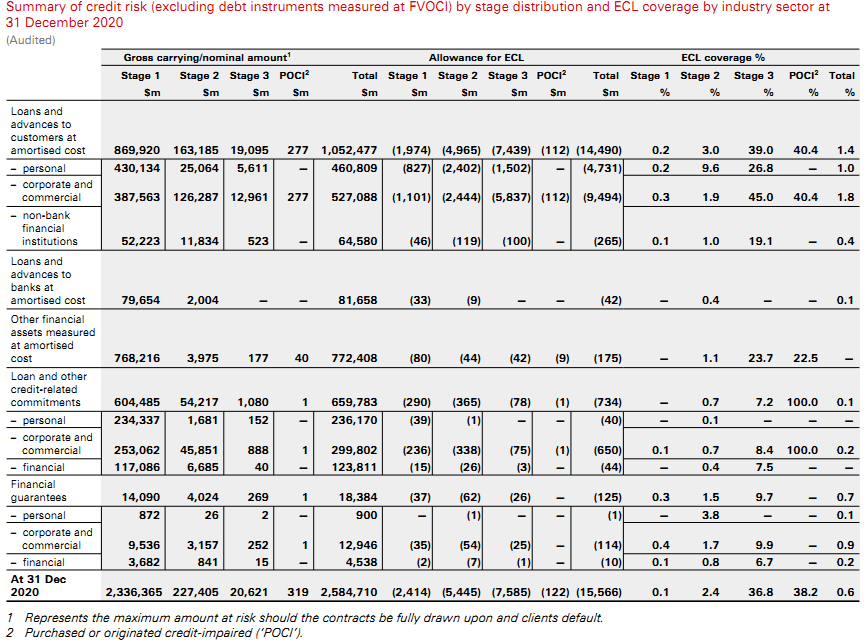 Summary of credit risk (excluding debt instruments measured at FVOCI) by stage distribution and ECL coverage by industry sector at
31 December 2020
(Audited)
Gross carrying/nominal amount1 Allowance for ECL ECL coverage %
Stage 1 Stage 2 Stage 3 POCI2 Total Stage 1 Stage 2 Stage 3 POCI2 Total Stage 1 Stage 2 Stage 3 POCI2 Total
$m $m $m $m $m $m $m $m $m $m % % % % %
Loans and
advances to
customers at
amortised cost 869,920 163,185 19,095 277 1,052,477 (1,974) (4,965) (7,439) (112) (14,490) 0.2 3.0 39.0 40.4 1.4
– personal 430,134 25,064 5,611 – 460,809 (827) (2,402) (1,502) – (4,731) 0.2 9.6 26.8 – 1.0
– corporate and
commercial 387,563 126,287 12,961 277 527,088 (1,101) (2,444) (5,837) (112) (9,494) 0.3 1.9 45.0 40.4 1.8
– non-bank
financial
institutions 52,223 11,834 523 – 64,580 (46) (119) (100) – (265) 0.1 1.0 19.1 – 0.4
Loans and
advances to
banks at
amortised cost 79,654 2,004 – – 81,658 (33) (9) – – (42) – 0.4 – – 0.1
Other financial
assets measured
at amortised
cost 768,216 3,975 177 40 772,408 (80) (44) (42) (9) (175) – 1.1 23.7 22.5 –
Loan and other
credit-related
commitments 604,485 54,217 1,080 1 659,783 (290) (365) (78) (1) (734) – 0.7 7.2 100.0 0.1
– personal 234,337 1,681 152 – 236,170 (39) (1) – – (40) – 0.1 – – –
– corporate and
commercial 253,062 45,851 888 1 299,802 (236) (338) (75) (1) (650) 0.1 0.7 8.4 100.0 0.2
– financial 117,086 6,685 40 – 123,811 (15) (26) (3) – (44) – 0.4 7.5 – –
Financial
guarantees 14,090 4,024 269 1 18,384 (37) (62) (26) – (125) 0.3 1.5 9.7 – 0.7
– personal 872 26 2 – 900 – (1) – – (1) – 3.8 – – 0.1
– corporate and
commercial 9,536 3,157 252 1 12,946 (35) (54) (25) – (114) 0.4 1.7 9.9 – 0.9
– financial 3,682 841 15 – 4,538 (2) (7) (1) – (10) 0.1 0.8 6.7 – 0.2
At 31 Dec
2020 2,336,365 227,405 20,621 319 2,584,710 (2,414) (5,445) (7,585) (122) (15,566) 0.1 2.4 36.8 38.2 0.6
1 Represents the maximum amount at risk should the contracts be fully drawn upon and clients default.
2 Purchased or originated credit-impaired ('POCI').